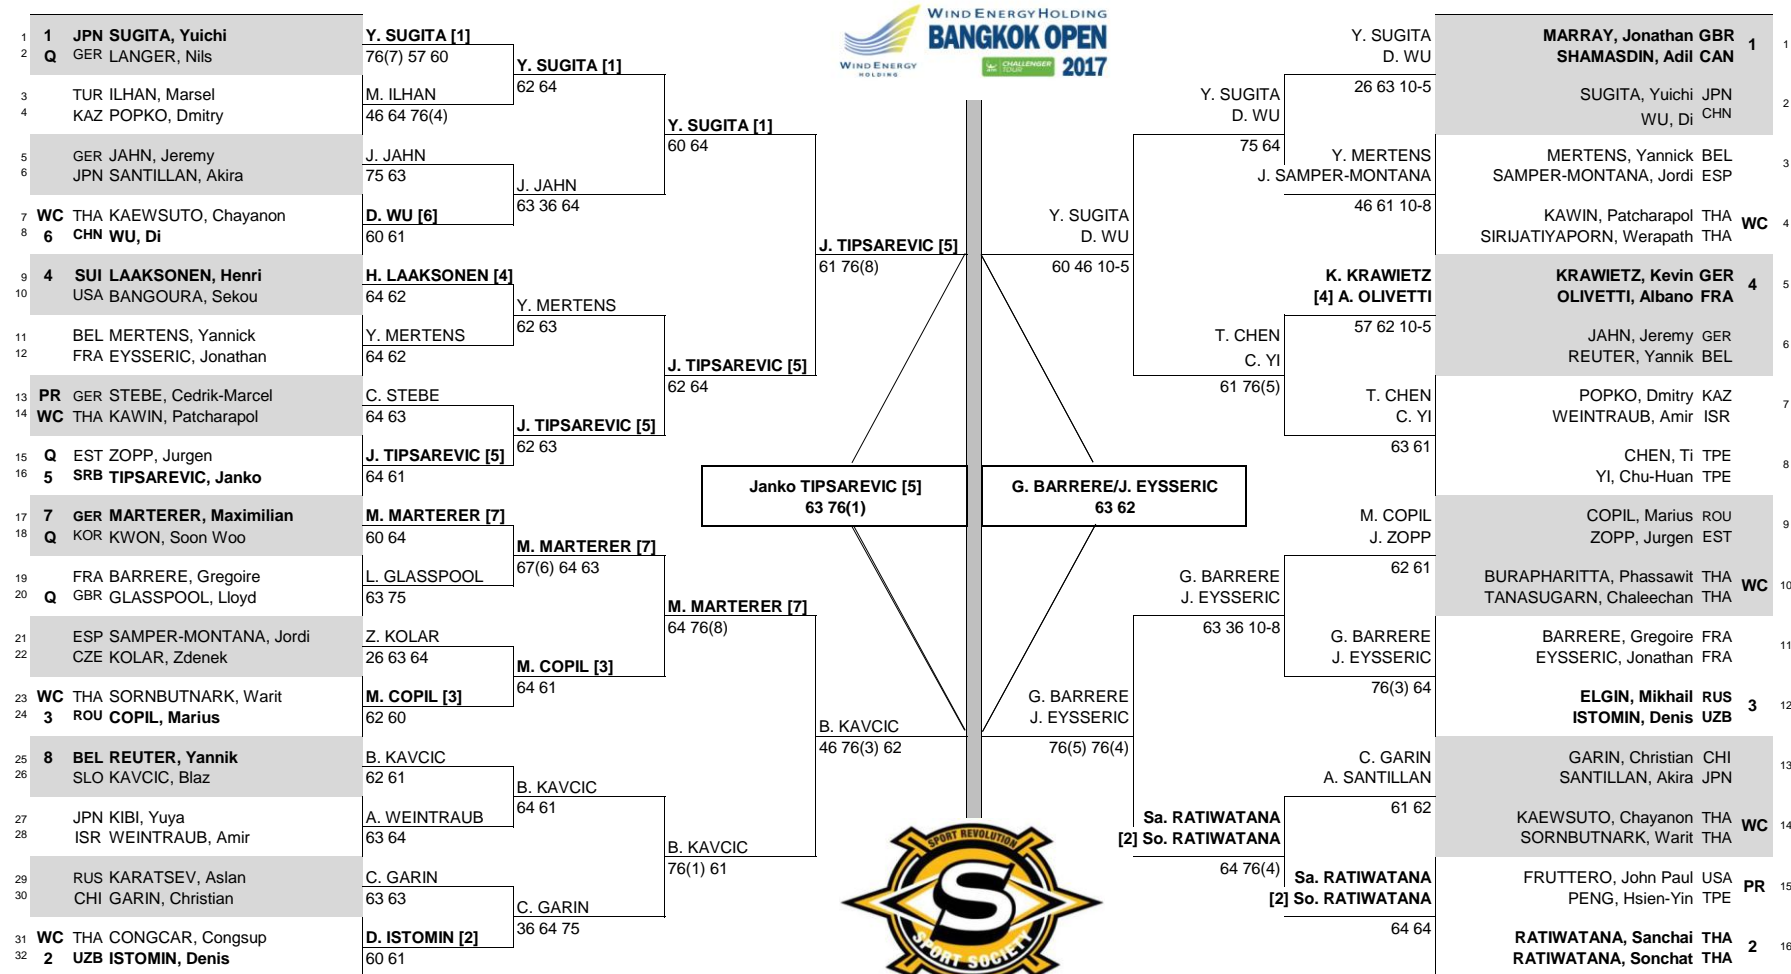 WIND ENERGY HOLDING
BANGKOK OPEN
WIND ENERGY
HOLDING
CHALLENGER
TOUR
2017
1 1 JPN SUGITA, Yuichi
2 Q GER LANGER, Nils
3 TUR ILHAN, Marsel
4 KAZ POPKO, Dmitry
5 GER JAHN, Jeremy
6 JPN SANTILLAN, Akira
7 WC THA KAEWSUTO, Chayanon
8 6 CHN WU, Di
9 4 SUI LAAKSONEN, Henri
10 USA BANGOURA, Sekou
11 BEL MERTENS, Yannick
12 FRA EYSSERIC, Jonathan
13 PR GER STEBE, Cedrik-Marcel
14 WC THA KAWIN, Patcharapol
15 Q EST ZOPP, Jurgen
16 5 SRB TIPSAREVIC, Janko
17 7 GER MARTERER, Maximilian
18 Q KOR KWON, Soon Woo
19 FRA BARRERE, Gregoire
20 Q GBR GLASSPOOL, Lloyd
21 ESP SAMPER-MONTANA, Jordi
22 CZE KOLAR, Zdenek
23 WC THA SORNBUTNARK, Warit
24 3 ROU COPIL, Marius
25 8 BEL REUTER, Yannik
26 SLO KAVCIC, Blaz
27 JPN KIBI, Yuya
28 ISR WEINTRAUB, Amir
29 RUS KARATSEV, Aslan
30 CHI GARIN, Christian
31 WC THA CONGCAR, Congsup
32 2 UZB ISTOMIN, Denis
Y. SUGITA [1]
76(7) 57 60
M. ILHAN
46 64 76(4)
J. JAHN
75 63
D. WU [6]
60 61
H. LAAKSONEN [4]
64 62
Y. MERTENS
64 62
C. STEBE
64 63
J. TIPSAREVIC [5]
64 61
M. MARTERER [7]
60 64
L. GLASSPOOL
63 75
Z. KOLAR
26 63 64
M. COPIL [3]
62 60
B. KAVCIC
62 61
A. WEINTRAUB
63 64
C. GARIN
63 63
D. ISTOMIN [2]
60 61
Y. SUGITA [1]
62 64
J. JAHN
63 36 64
Y. MERTENS
62 63
J. TIPSAREVIC [5]
62 63
M. MARTERER [7]
67(6) 64 63
M. COPIL [3]
64 61
B. KAVCIC
64 61
C. GARIN
36 64 75
Y. SUGITA [1]
60 64
J. TIPSAREVIC [5]
62 64
M. MARTERER [7]
64 76(8)
B. KAVCIC
76(1) 61
J. TIPSAREVIC [5]
61 76(8)
B. KAVCIC
46 76(3) 62
Janko TIPSAREVIC [5]
63 76(1)
G. BARRERE/J. EYSSERIC
63 62
Y. SUGITA
D. WU
60 46 10-5
G. BARRERE
J. EYSSERIC
76(5) 76(4)
Y. SUGITA
D. WU
75 64
T. CHEN
C. YI
61 76(5)
G. BARRERE
J. EYSSERIC
63 36 10-8
Sa. RATIWATANA
[2] So. RATIWATANA
64 76(4)
Y. SUGITA
D. WU
26 63 10-5
Y. MERTENS
J. SAMPER-MONTANA
46 61 10-8
K. KRAWIETZ
[4] A. OLIVETTI
57 62 10-5
T. CHEN
C. YI
63 61
M. COPIL
J. ZOPP
62 61
G. BARRERE
J. EYSSERIC
76(3) 64
C. GARIN
A. SANTILLAN
61 62
Sa. RATIWATANA
[2] So. RATIWATANA
64 64
MARRAY, Jonathan GBR 1 1
SHAMASDIN, Adil CAN
SUGITA, Yuichi JPN 2
WU, Di CHN
MERTENS, Yannick BEL 3
SAMPER-MONTANA, Jordi ESP
KAWIN, Patcharapol THA WC 4
SIRIJATIYAPORN, Werapath THA
KRAWIETZ, Kevin GER 4 5
OLIVETTI, Albano FRA
JAHN, Jeremy GER 6
REUTER, Yannik BEL
POPKO, Dmitry KAZ 7
WEINTRAUB, Amir ISR
CHEN, Ti TPE 8
YI, Chu-Huan TPE
COPIL, Marius ROU 9
ZOPP, Jurgen EST
BURAPHARITTA, Phassawit THA WC 10
TANASUGARN, Chaleechan THA
BARRERE, Gregoire FRA 11
EYSSERIC, Jonathan FRA
ELGIN, Mikhail RUS 3 12
ISTOMIN, Denis UZB
GARIN, Christian CHI 13
SANTILLAN, Akira JPN
KAEWSUTO, Chayanon THA WC 14
SORNBUTNARK, Warit THA
FRUTTERO, John Paul USA PR 15
PENG, Hsien-Yin TPE
RATIWATANA, Sanchai THA 2 16
RATIWATANA, Sonchat THA
SPORT REVOLUTION
S
SPORT SOCIETY